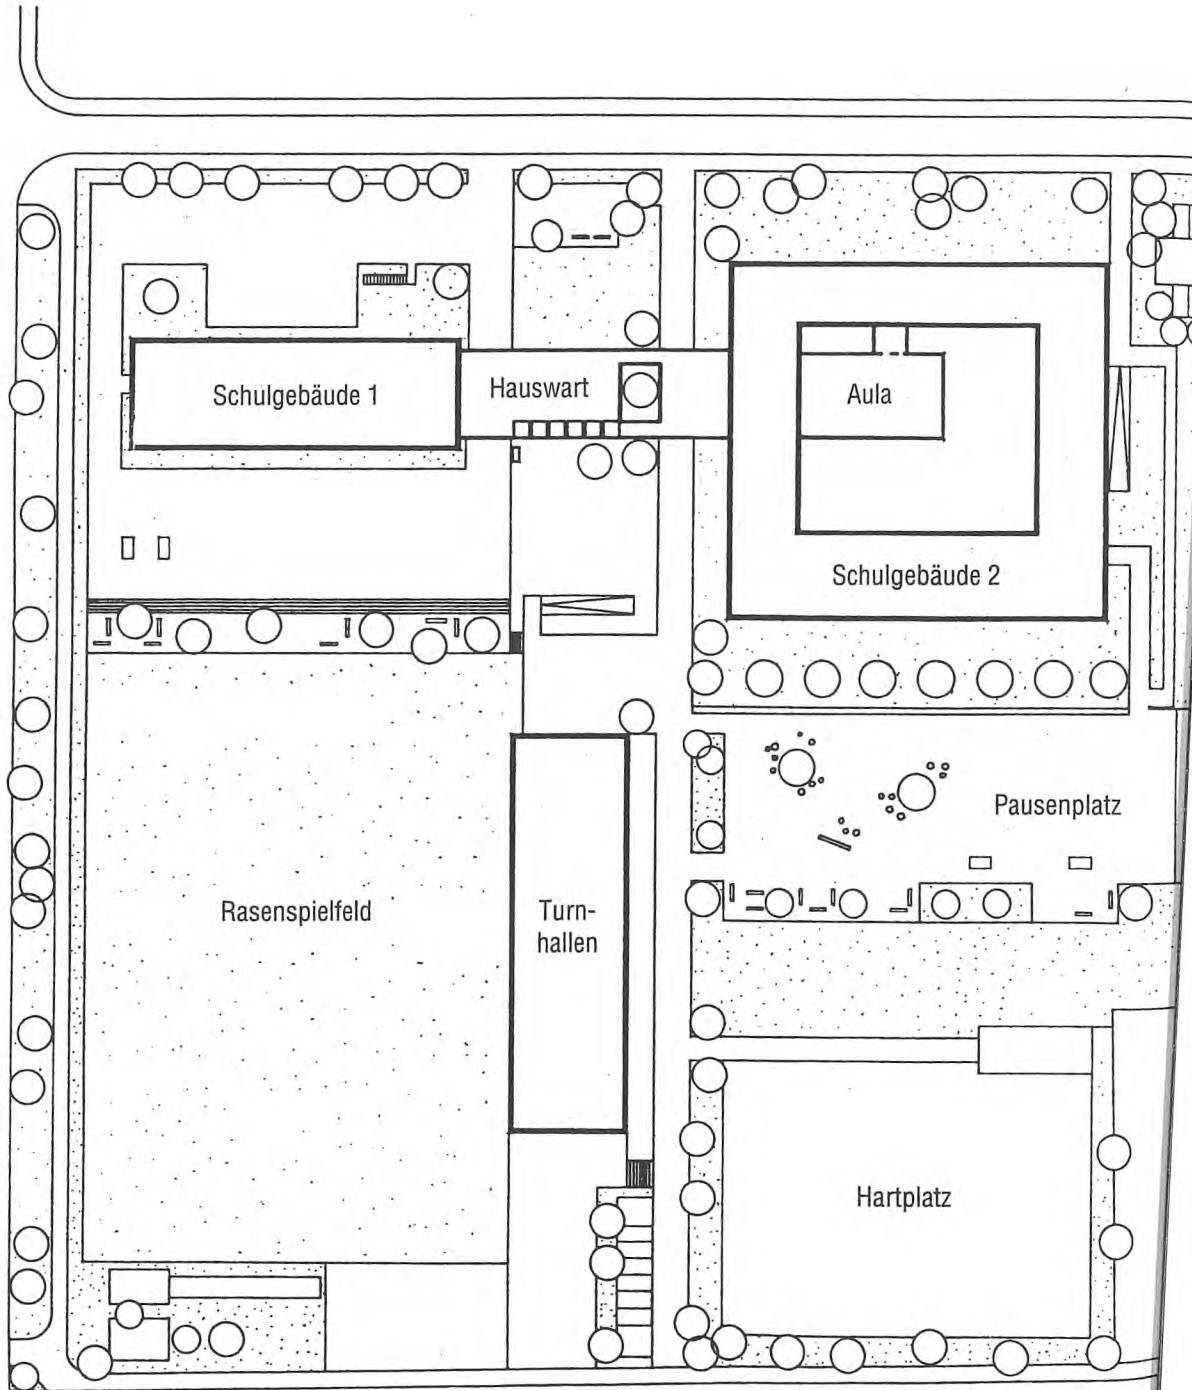 Schulgebäude 1
Hauswart
Aula
Schulgebäude 2
Pausenplatz
Rasenspielfeld
Turn-
hallen
Hartplatz